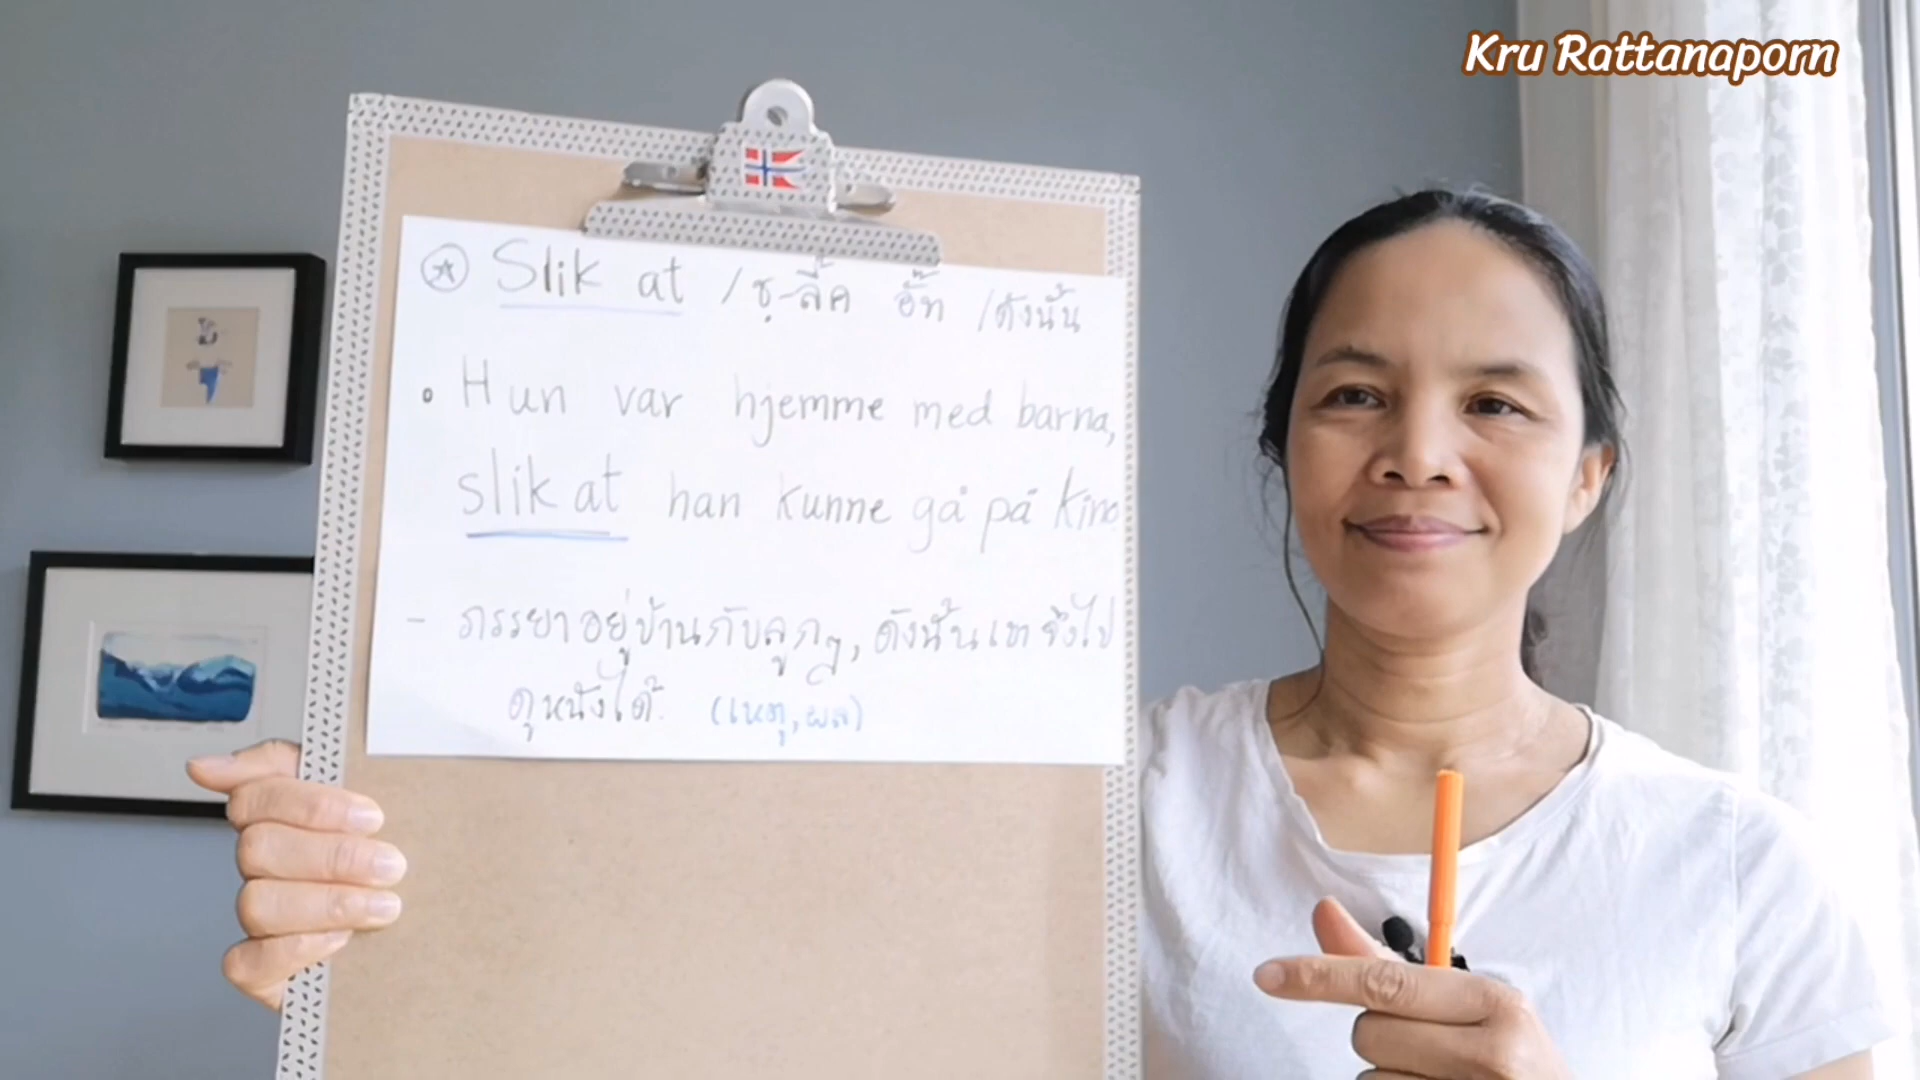 Kru Rattanaporn
Slik at /ซ-ลี้ค อั๊ท /ดังนั้น
Hun var hjemme med barna,
slik at han kunne gå på kino
- ภรรยาอยู่บ้านกับลูกๆ, ดังนั้นเขาจึงไป
ดูหนังได้. (เหตุ, ผล)